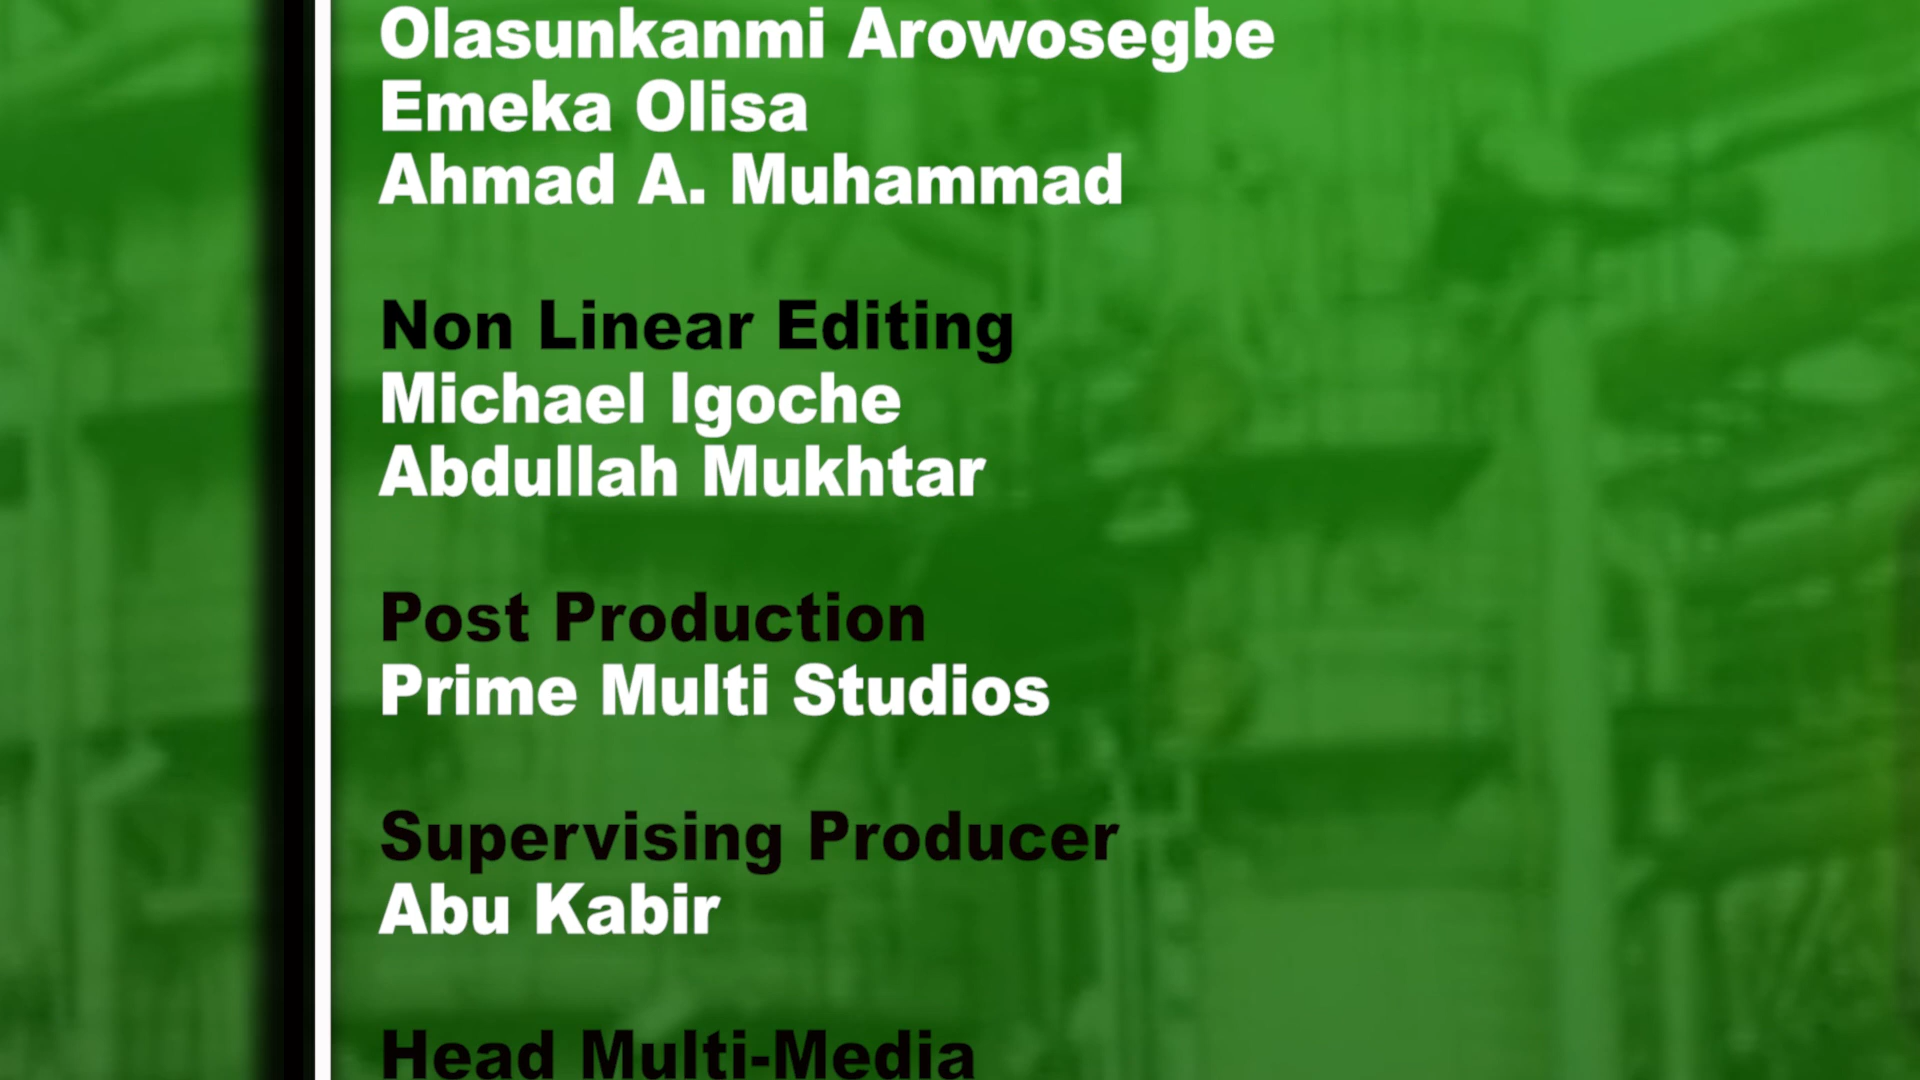 Olasunkanmi Arowosegbe
Emeka Olisa
Ahmad A. Muhammad
Non Linear Editing
Michael Igoche
Abdullah Mukhtar
Post Production
Prime Multi Studios
Supervising Producer
Abu Kabir
Head Multi-Media